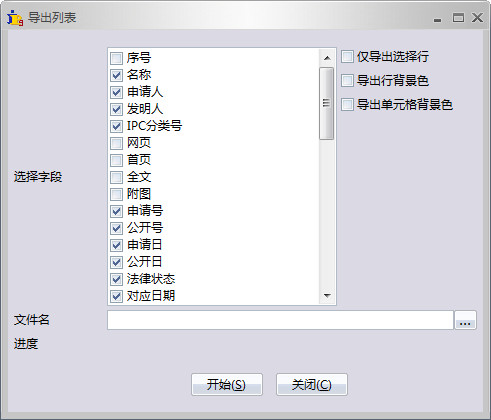 导出列表
序号
名称
申请人
发明人
IPC分类号
网页
首页
全文
附图
申请号
公开号
申请日
公开日
法律状态
对应日期
仅导出选择行
导出行背景色
导出单元格背景色
选择字段
文件名
...
进度
开始(S)
关闭(C)